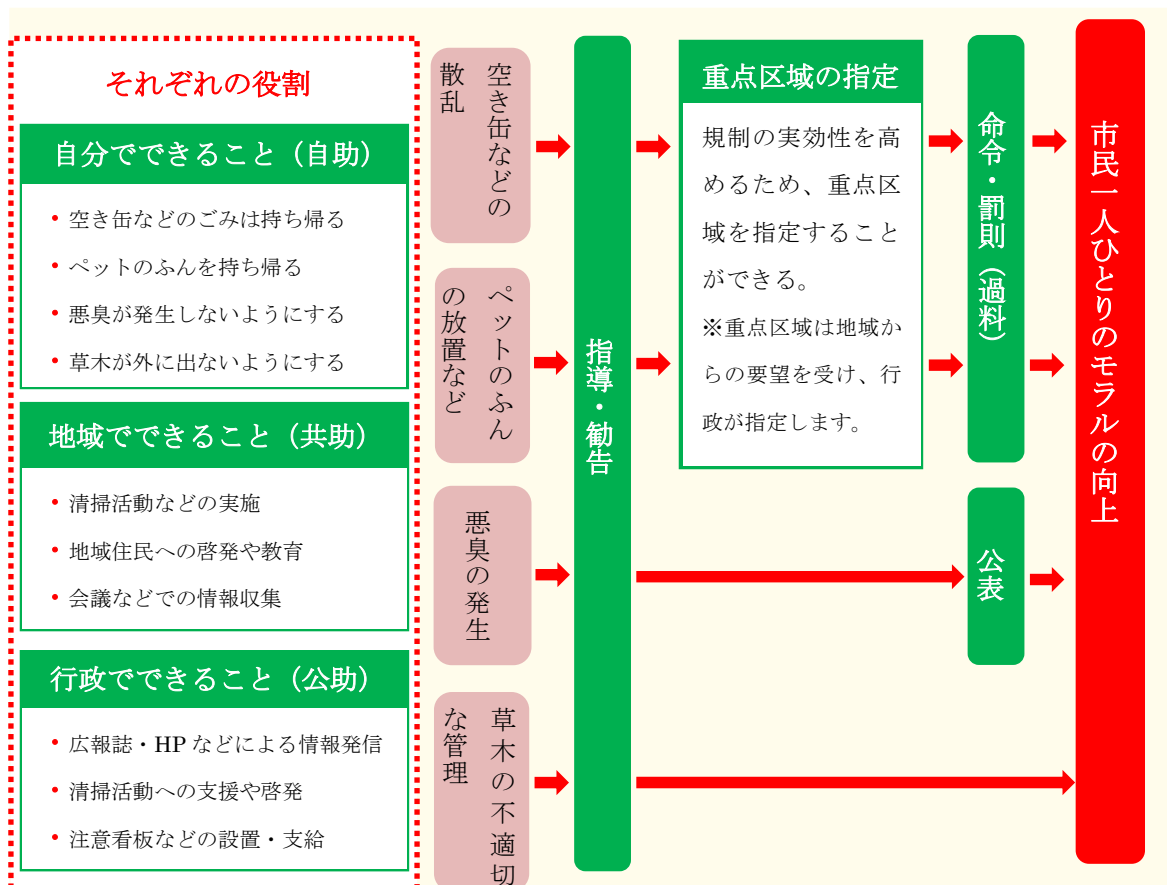 それぞれの役割
自分でできること（自助）
• 空き缶などのごみは持ち帰る
• ペットのふんを持ち帰る
• 悪臭が発生しないようにする
• 草木が外に出ないようにする
地域でできること（共助）
• 清掃活動などの実施
• 地域住民への啓発や教育
• 会議などでの情報収集
行政でできること（公助）
• 広報誌・HP などによる情報発信
• 清掃活動への支援や啓発
• 注意看板などの設置・支給
空き缶などの
散乱
ペットのふん
の放置など
悪臭の発生
草木の不適切
な管理
指導・勧告
重点区域の指定
規制の実効性を高
めるため、重点区
域を指定すること
ができる。
※重点区域は地域か
らの要望を受け、行
政が指定します。
命令・罰則（過料）
公表
市民一人ひとりのモラルの向上